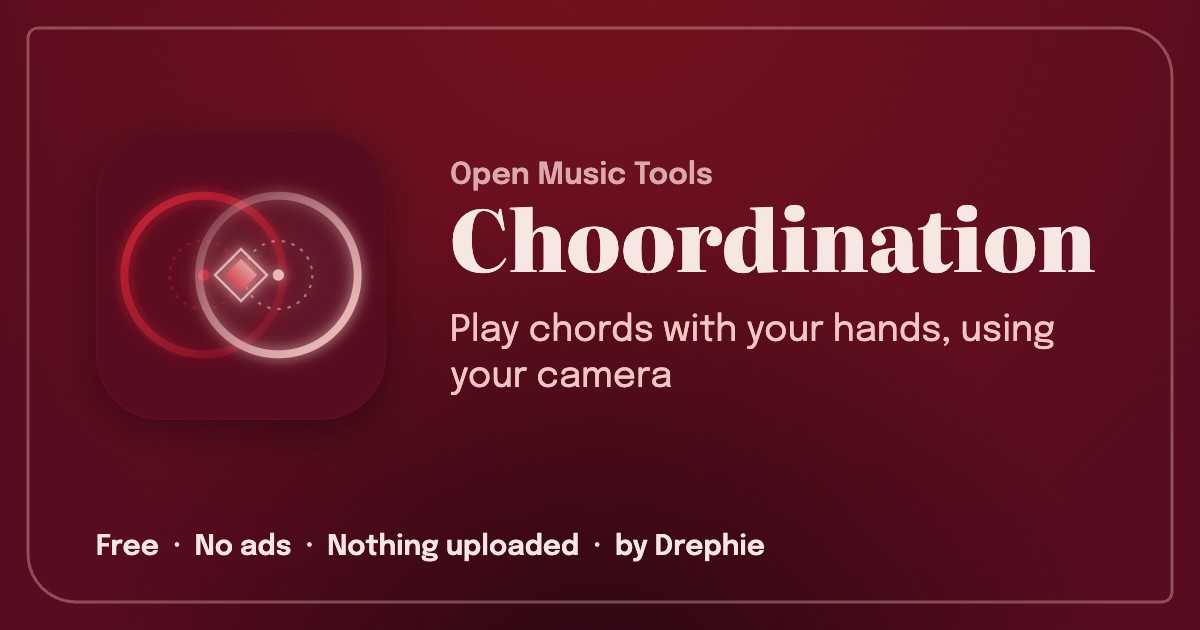 Open Music Tools
Choordination
Play chords with your hands, using
your camera
Free · No ads · Nothing uploaded · by Drephie